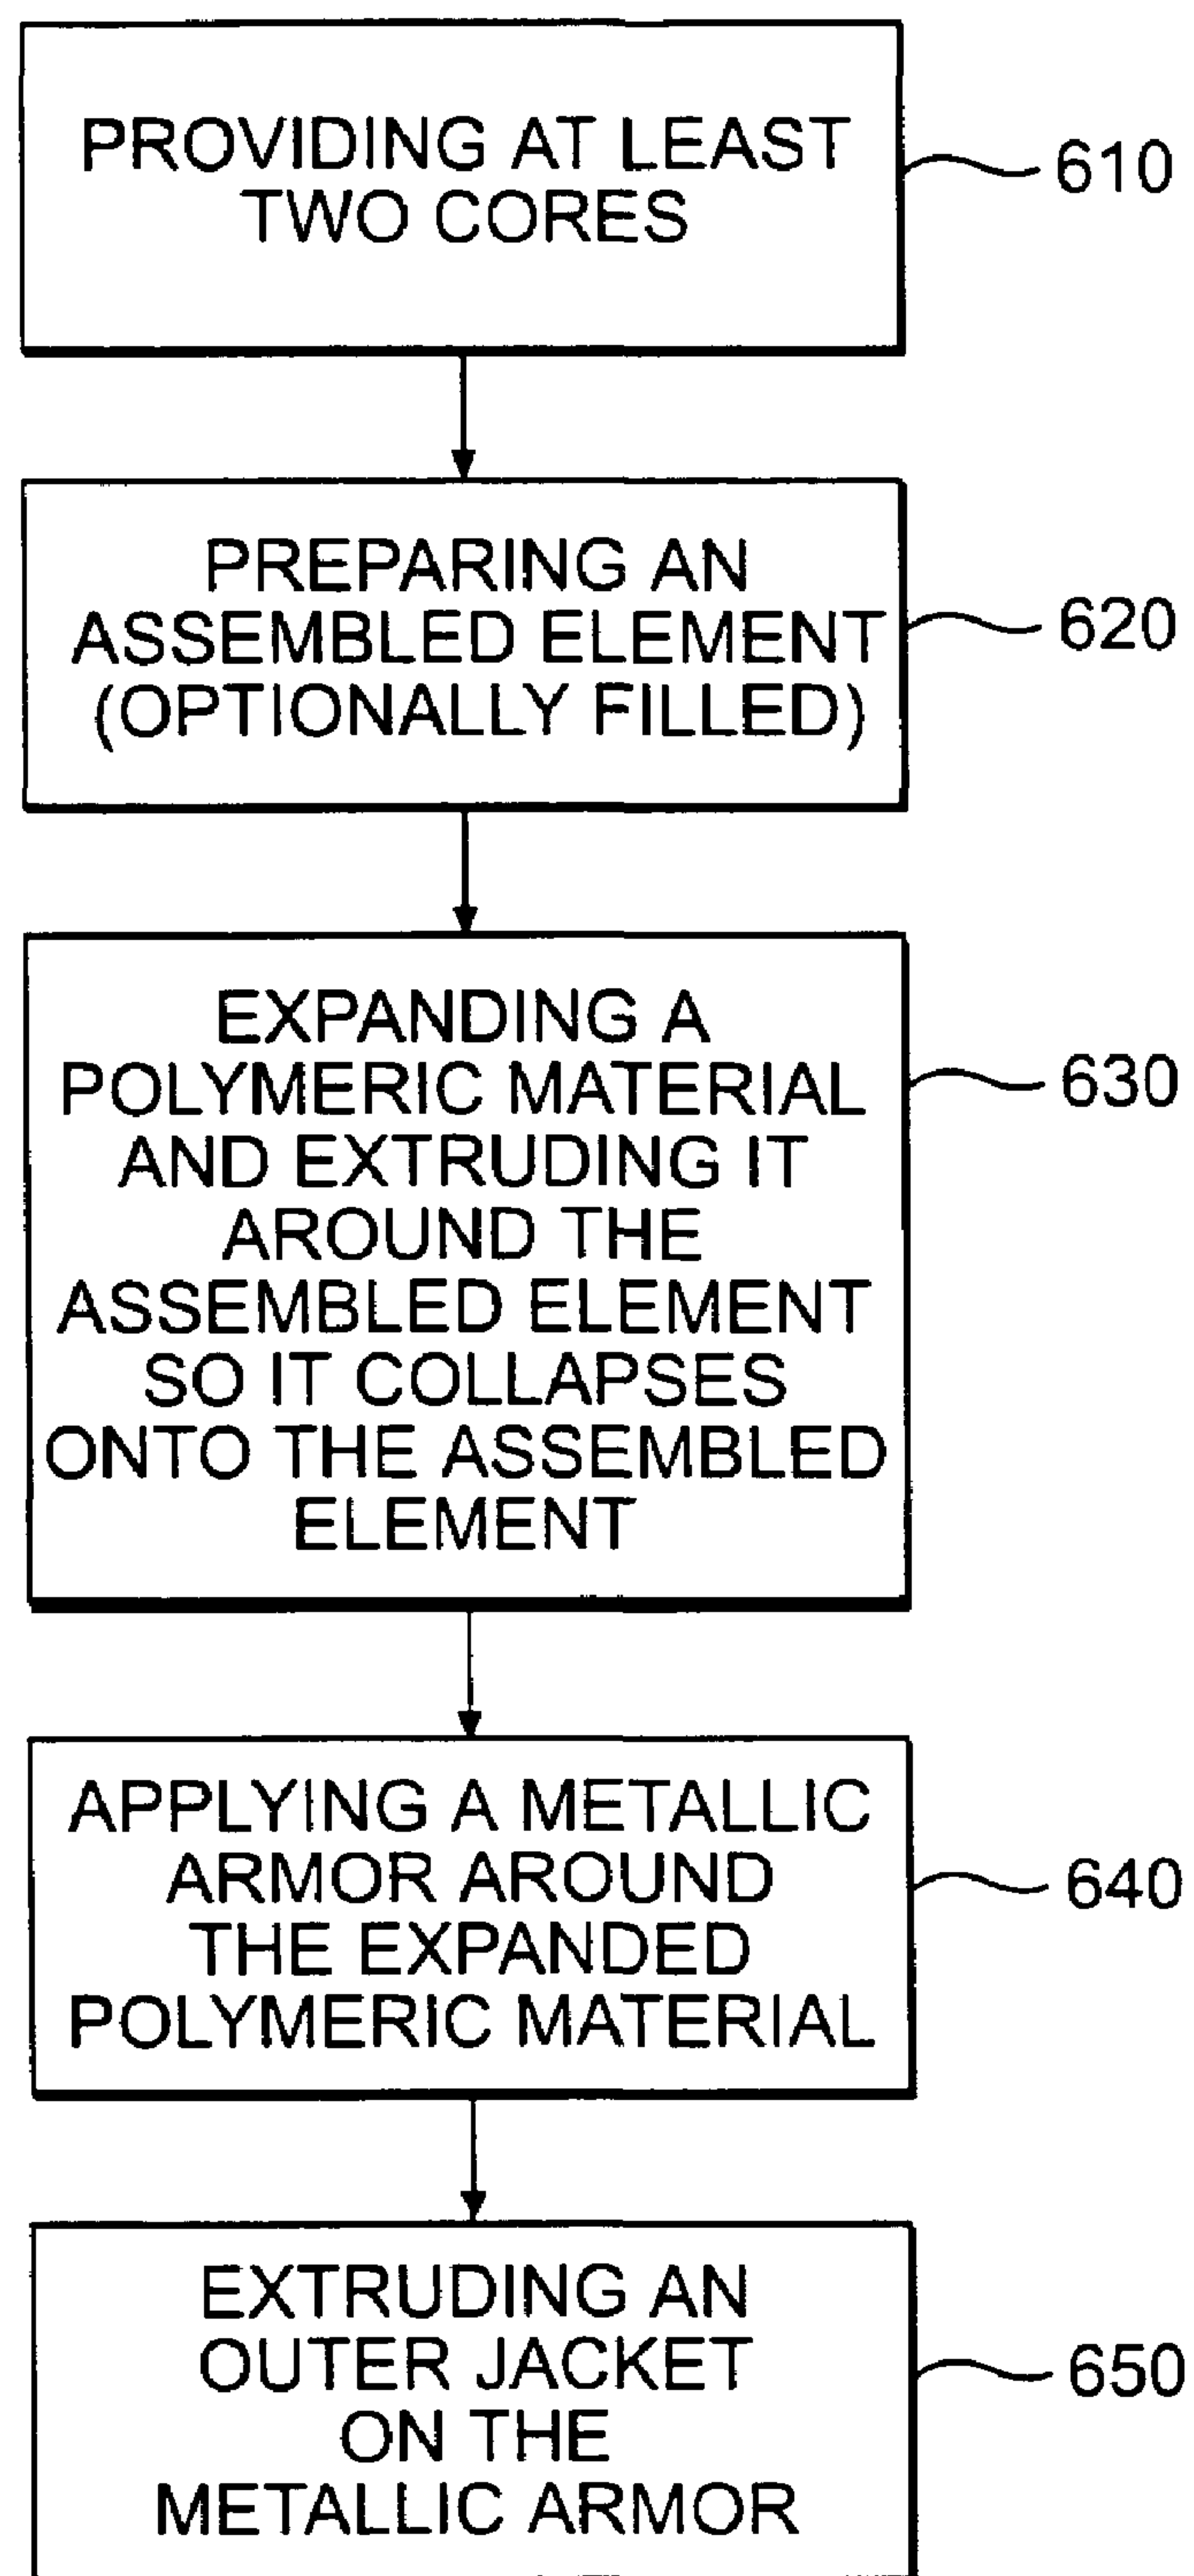 PROVIDING AT LEAST
TWO CORES
610
PREPARING AN
ASSEMBLED ELEMENT
(OPTIONALLY FILLED)
620
EXPANDING A
POLYMERIC MATERIAL
AND EXTRUDING IT
AROUND THE
ASSEMBLED ELEMENT
SO IT COLLAPSES
ONTO THE ASSEMBLED
ELEMENT
630
APPLYING A METALLIC
ARMOR AROUND
THE EXPANDED
POLYMERIC MATERIAL
640
EXTRUDING AN
OUTER JACKET
ON THE
METALLIC ARMOR
650